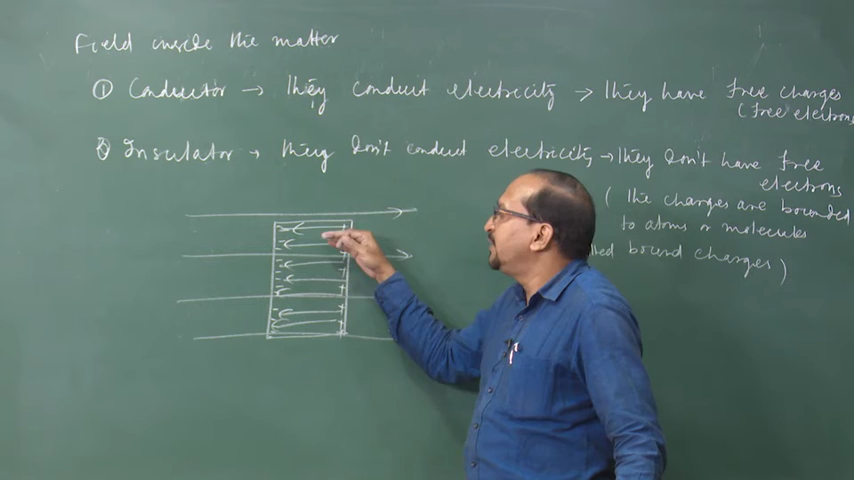 Field inside the matter
① Conductor → They conduct electricity → They have free charges
(free electrons
② Insulator → They Don't conduct electricity → They Don't have free
electrons
( The charges are bounded
to atoms or molecules
bound charges )